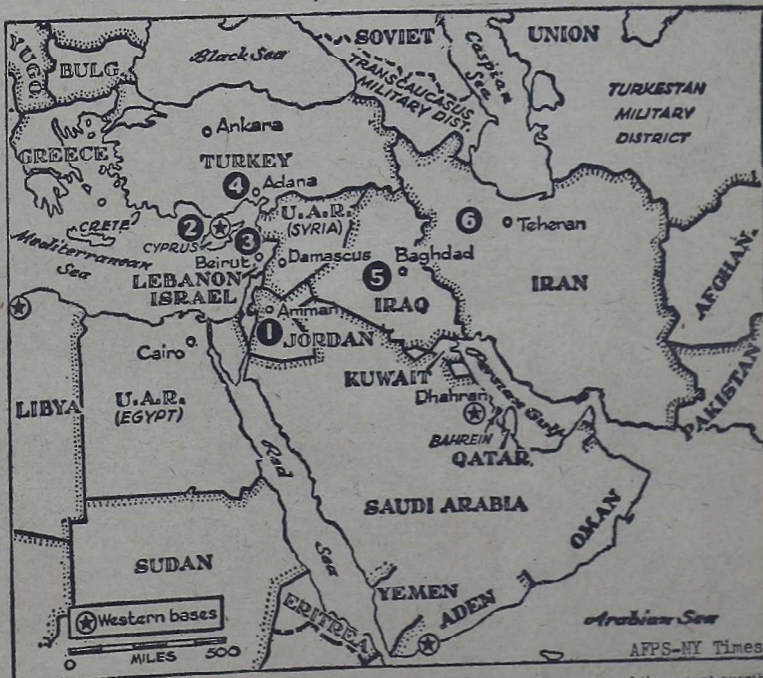 YUGO.
BULG.
Black Sea
SOVIET
UNION
Caspian
Sea
TRANSCAUCASUS
MILITARY DIST.
TURKESTAN
MILITARY
DISTRICT
GREECE
Ankara
TURKEY
4
Adana
CRETE
2
CYPRUS
3
Mediterranean
Sea
U.A.R.
(SYRIA)
Beirut
Damascus
LEBANON
ISRAEL
5
Baghdad
IRAQ
6
Teheran
IRAN
AFGHAN.
PAKISTAN
Amman
1
JORDAN
Cairo
LIBYA
U.A.R.
(EGYPT)
KUWAIT
Persian Gulf
Dhahran
BAHREIN
QATAR
Red
Sea
SAUDI ARABIA
OMAN
SUDAN
YEMEN
ADEN
ERITREA
Arabian Sea
Western bases
0 MILES 500
AFPS-NY Times